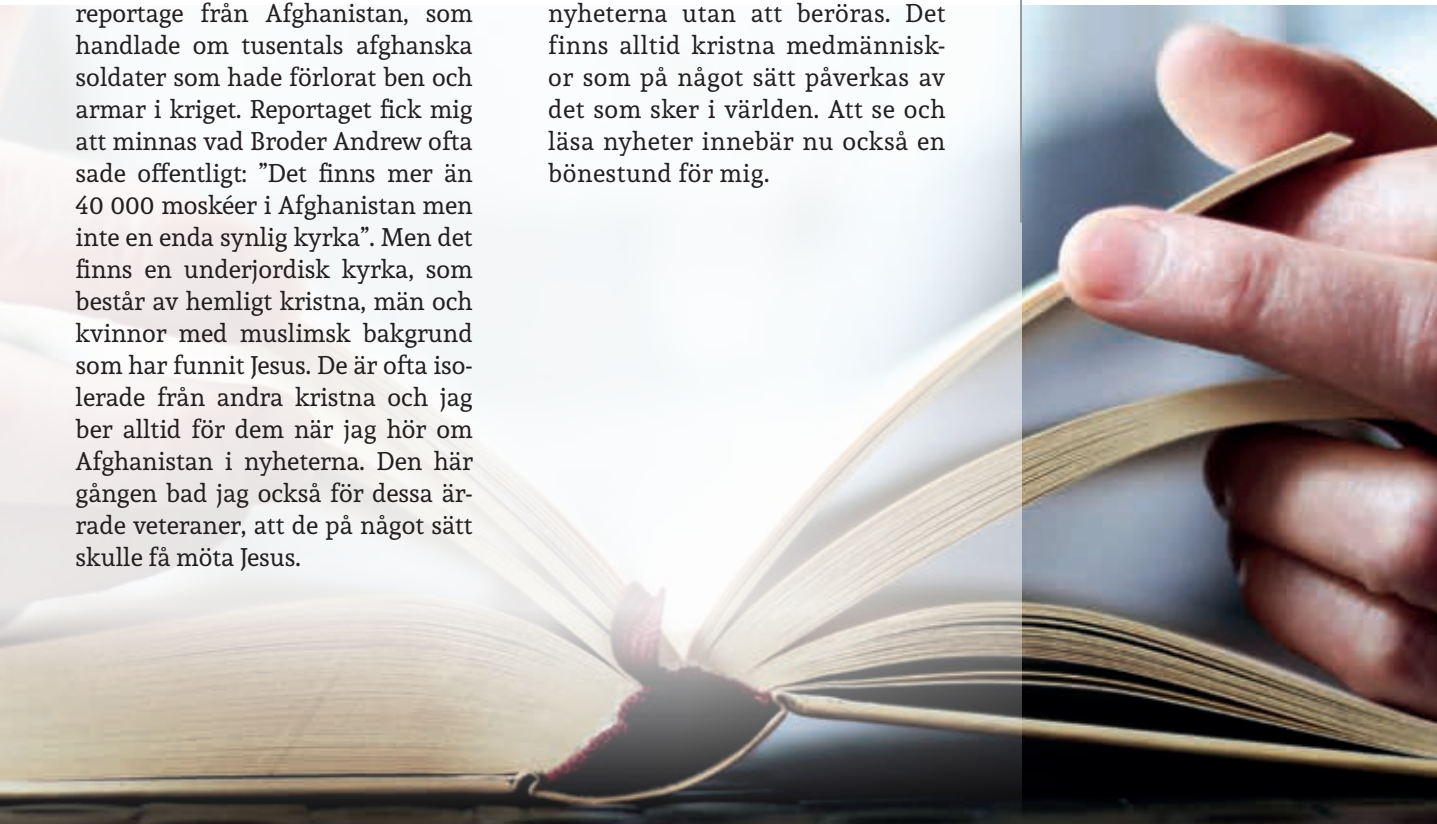 reportage från Afghanistan, som
handlade om tusentals afghanska
soldater som hade förlorat ben och
armar i kriget. Reportaget fick mig
att minnas vad Broder Andrew ofta
sade offentligt: ”Det finns mer än
40 000 moskéer i Afghanistan men
inte en enda synlig kyrka”. Men det
finns en underjordisk kyrka, som
består av hemligt kristna, män och
kvinnor med muslimsk bakgrund
som har funnit Jesus. De är ofta iso-
lerade från andra kristna och jag
ber alltid för dem när jag hör om
Afghanistan i nyheterna. Den här
gången bad jag också för dessa är-
rade veteraner, att de på något sätt
skulle få möta Jesus.
nyheterna utan att beröras. Det
finns alltid kristna medmännisk-
or som på något sätt påverkas av
det som sker i världen. Att se och
läsa nyheter innebär nu också en
bönestund för mig.